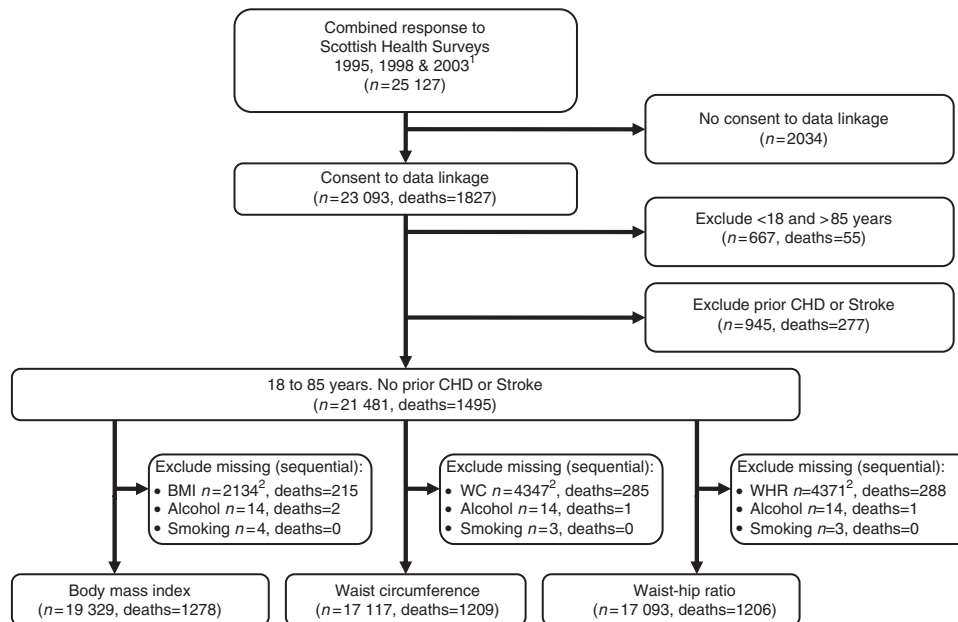 Combined response to
Scottish Health Surveys
1995, 1998 & 2003¹
(n=25 127)
No consent to data linkage
(n=2034)
Consent to data linkage
(n=23 093, deaths=1827)
Exclude <18 and >85 years
(n=667, deaths=55)
Exclude prior CHD or Stroke
(n=945, deaths=277)
18 to 85 years. No prior CHD or Stroke
(n=21 481, deaths=1495)
Exclude missing (sequential):
• BMI n=2134², deaths=215
• Alcohol n=14, deaths=2
• Smoking n=4, deaths=0
Exclude missing (sequential):
• WC n=4347², deaths=285
• Alcohol n=14, deaths=1
• Smoking n=3, deaths=0
Exclude missing (sequential):
• WHR n=4371², deaths=288
• Alcohol n=14, deaths=1
• Smoking n=3, deaths=0
Body mass index
(n=19 329, deaths=1278)
Waist circumference
(n=17 117, deaths=1209)
Waist-hip ratio
(n=17 093, deaths=1206)